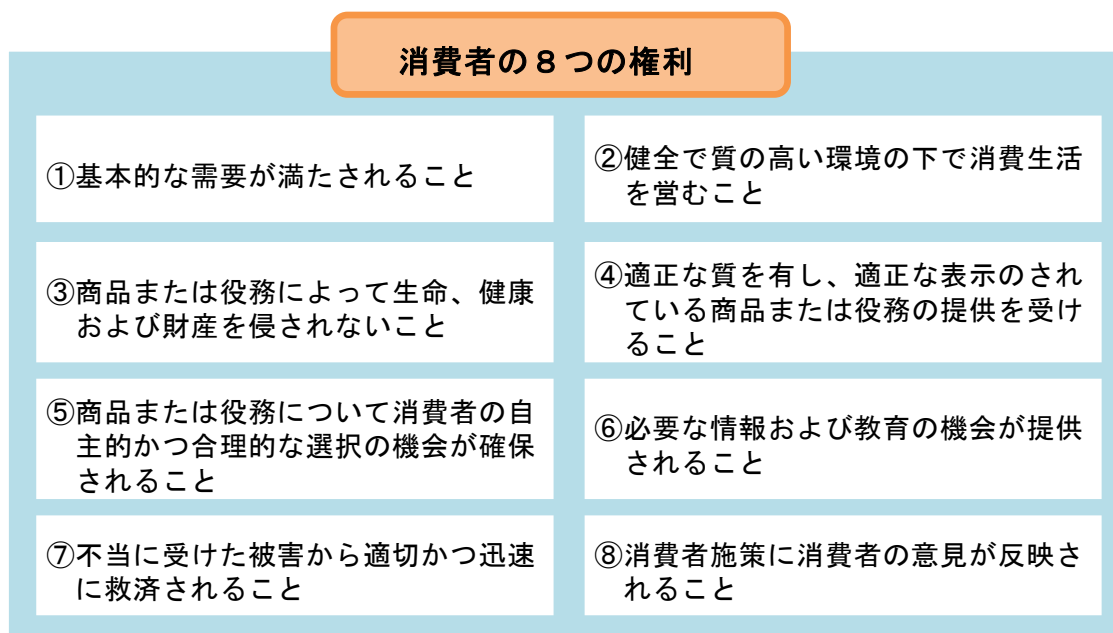 消費者の８つの権利
①基本的な需要が満たされること
②健全で質の高い環境の下で消費生活
を営むこと
③商品または役務によって生命、健康
および財産を侵されないこと
④適正な質を有し、適正な表示のされ
ている商品または役務の提供を受け
ること
⑤商品または役務について消費者の自
主的かつ合理的な選択の機会が確保
されること
⑥必要な情報および教育の機会が提供
されること
⑦不当に受けた被害から適切かつ迅速
に救済されること
⑧消費者施策に消費者の意見が反映さ
れること